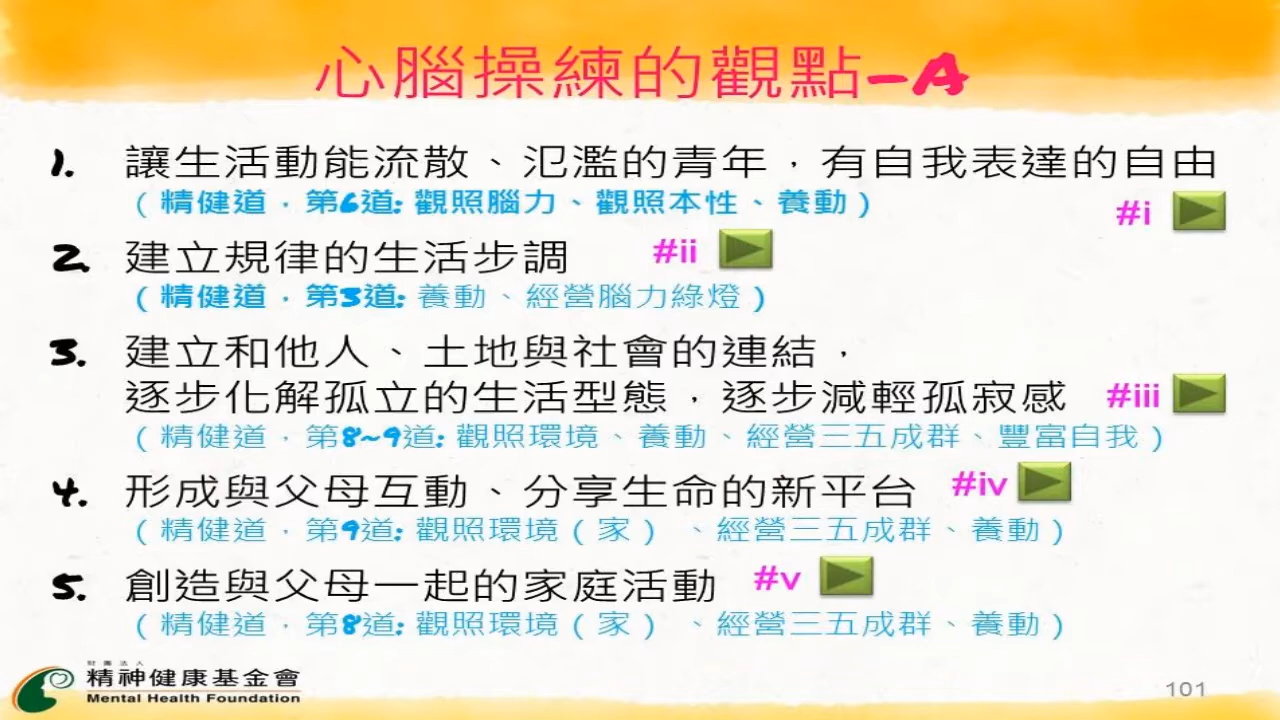 心腦操練的觀點-A
1. 讓生活動能流散、氾濫的青年，有自我表達的自由
（精健道，第6道: 觀照腦力、觀照本性、養動） #i
2. 建立規律的生活步調 #ii
（精健道，第3道: 養動、經營腦力綠燈）
3. 建立和他人、土地與社會的連結，
逐步化解孤立的生活型態，逐步減輕孤寂感 #iii
（精健道，第8~9道: 觀照環境、養動、經營三五成群、豐富自我）
4. 形成與父母互動、分享生命的新平台 #iv
（精健道，第9道: 觀照環境（家）、經營三五成群、養動）
5. 創造與父母一起的家庭活動 #v
（精健道，第8道: 觀照環境（家）、經營三五成群、養動）
財團法人
精神健康基金會
Mental Health Foundation
101